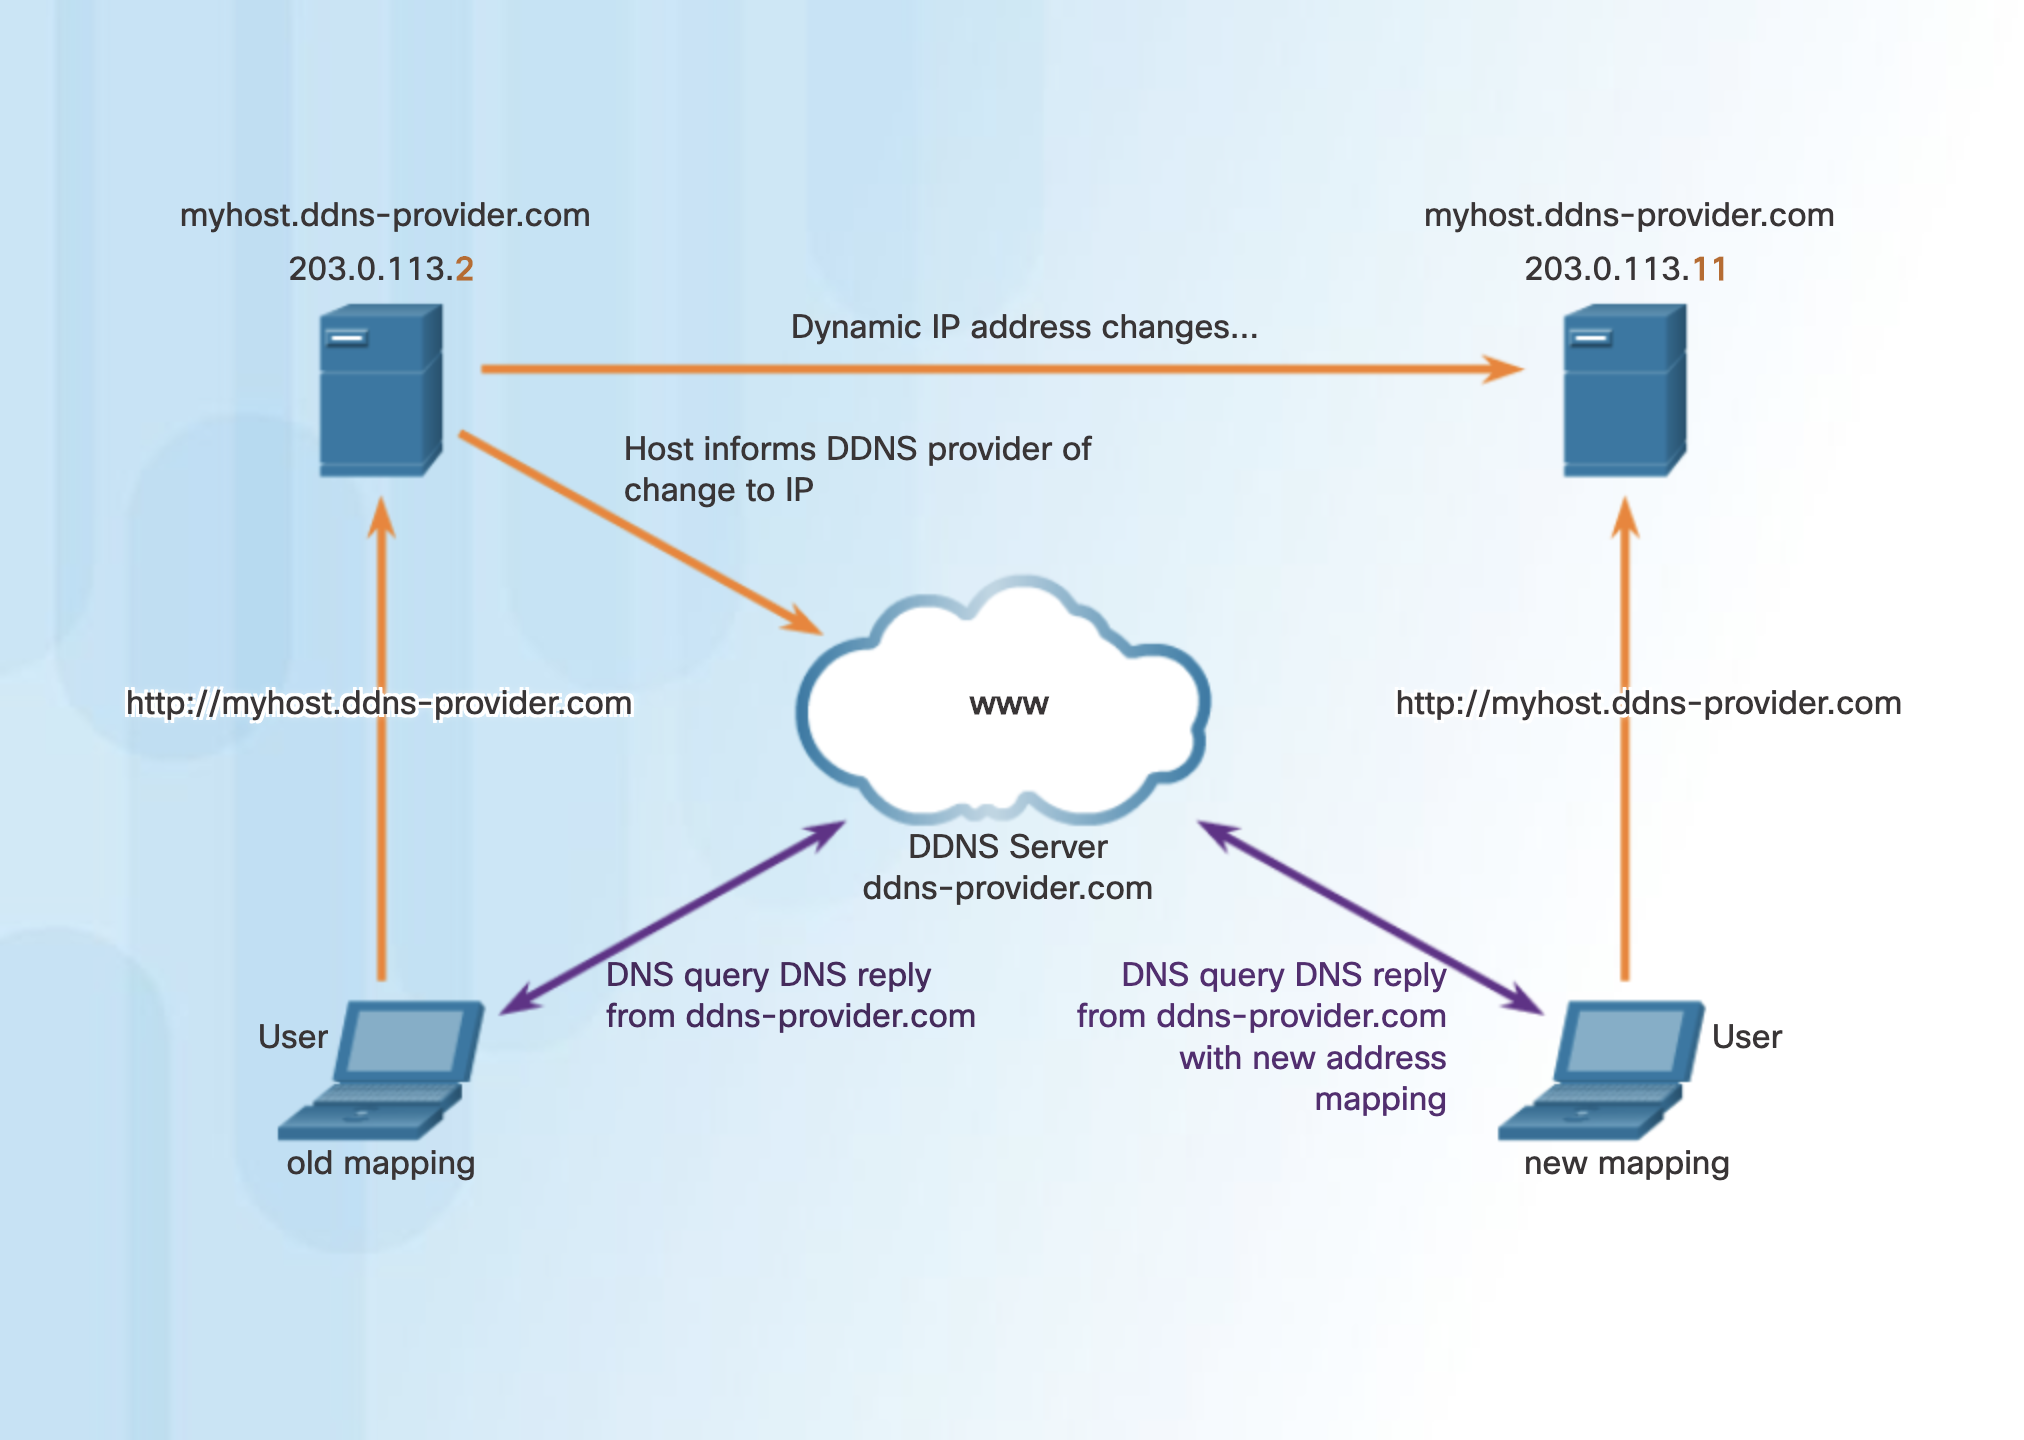 myhost.ddns-provider.com
203.0.113.2
myhost.ddns-provider.com
203.0.113.11
Dynamic IP address changes...
Host informs DDNS provider of
change to IP
http://myhost.ddns-provider.com
www
http://myhost.ddns-provider.com
DDNS Server
ddns-provider.com
DNS query DNS reply
from ddns-provider.com
DNS query DNS reply
from ddns-provider.com
with new address
mapping
User
old mapping
User
new mapping